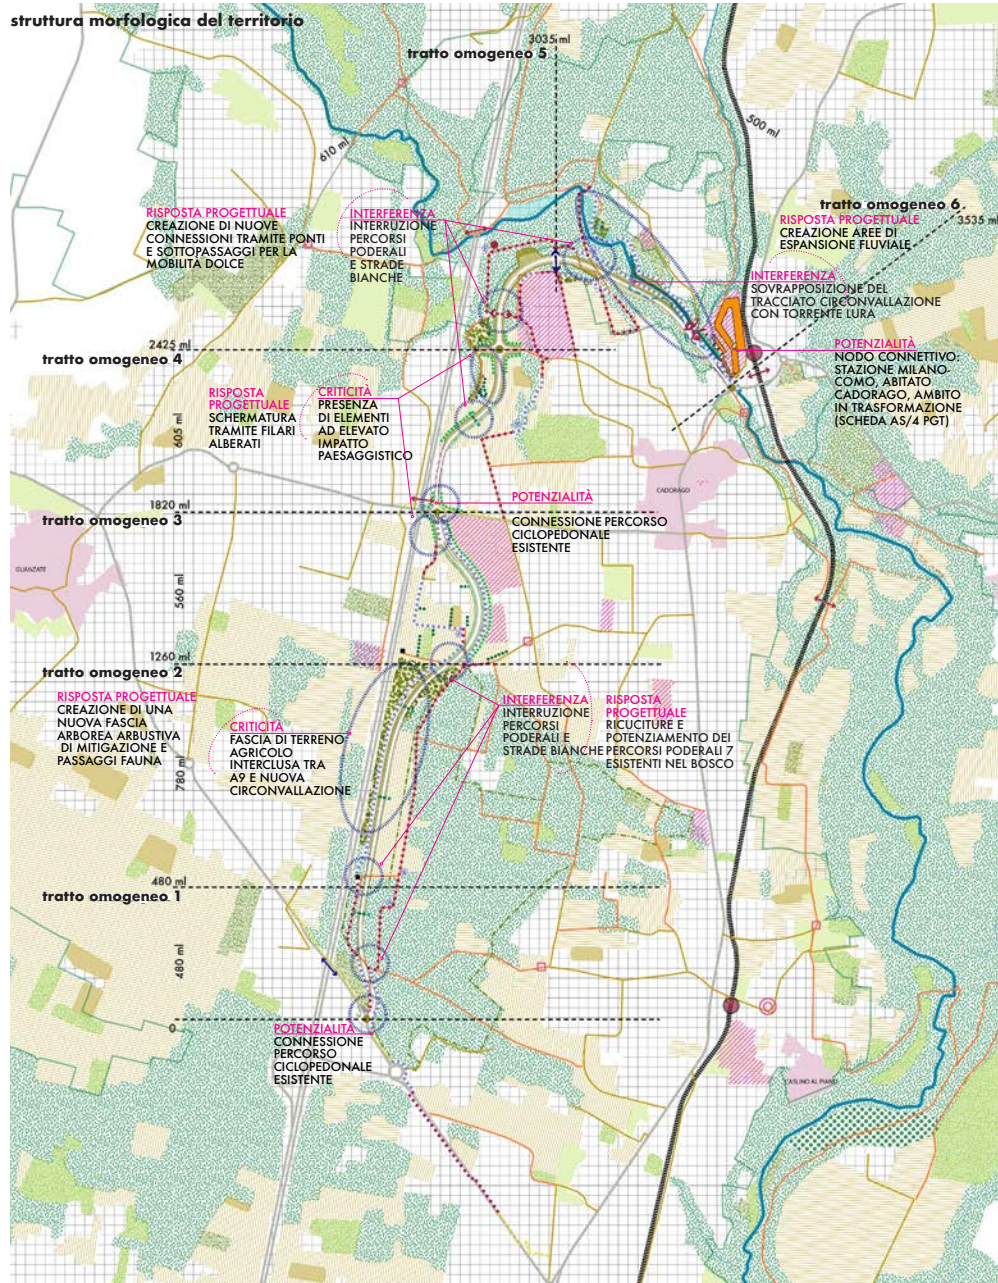 struttura morfologica del territorio
3035 ml
tratto omogeneo 5
500 ml
610 ml
tratto omogeneo 6
3535 ml
RISPOSTA PROGETTUALE
CREAZIONE DI NUOVE
CONNESSIONI TRAMITE PONTI
E SOTTOPASSAGGI PER LA
MOBILITA DOLCE
INTERFERENZA
INTERRUZIONE
PERCORSI
PODERALI
E STRADE
BIANCHE
RISPOSTA PROGETTUALE
CREAZIONE AREE DI
ESPANSIONE FLUVIALE
INTERFERENZA
SOVRAPPOSIZIONE DEL
TRACCIATO CIRCONVALLAZIONE
CON TORRENTE LURA
POTENZIALITÀ
NODO CONNETTIVO:
STAZIONE MILANO-
COMO, ABITATO
CADORAGO, AMBITO
IN TRASFORMAZIONE
(SCHEDA AS/4 PGT)
2425 ml
tratto omogeneo 4
RISPOSTA
PROGETTUALE
SCHERMATURA
TRAMITE FILARI
ALBERATI
CRITICITÀ
PRESENZA
DI ELEMENTI
AD ELEVATO
IMPATTO
PAESAGGISTICO
605 ml
CADORAGO
POTENZIALITÀ
CONNESSIONE PERCORSO
CICLOPEDONALE
ESISTENTE
1820 ml
tratto omogeneo 3
GUANZATE
560 ml
1260 ml
tratto omogeneo 2
RISPOSTA PROGETTUALE
CREAZIONE DI UNA
NUOVA FASCIA
ARBOREA ARBUSTIVA
DI MITIGAZIONE E
PASSAGGI FAUNA
CRITICITÀ
FASCIA DI TERRENO
AGRICOLO
INTERCLUSA TRA
A9 E NUOVA
CIRCONVALLAZIONE
INTERFERENZA
INTERRUZIONE
PERCORSI
PODERALI E
STRADE BIANCHE
RISPOSTA
PROGETTUALE
RICUCITURE E
POTENZIAMENTO DEI
PERCORSI PODERALI 7
ESISTENTI NEL BOSCO
780 ml
480 ml
tratto omogeneo 1
480 ml
0
POTENZIALITÀ
CONNESSIONE
PERCORSO
CICLOPEDONALE
ESISTENTE
CASLINO AL PIANO